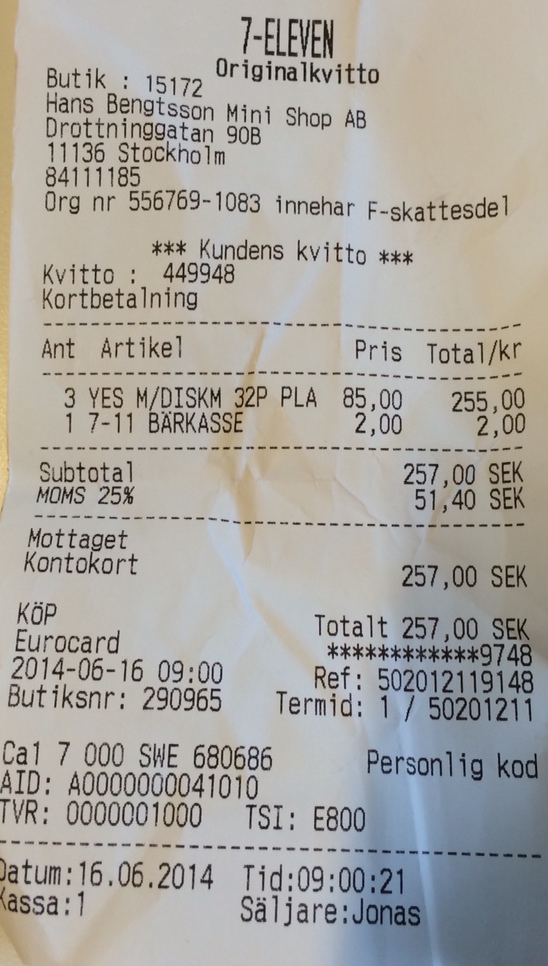 7-ELEVEN
Originalkvitto
Butik : 15172
Hans Bengtsson Mini Shop AB
Drottninggatan 90B
11136 Stockholm
84111185
Org nr 556769-1083 innehar F-skattesdel
*** Kundens kvitto ***
Kvitto : 449948
Kortbetalning
Ant Artikel Pris Total/kr
3 YES M/DISKM 32P PLA 85,00 255,00
1 7-11 BÄRKASSE 2,00 2,00
Subtotal 257,00 SEK
MOMS 25% 51,40 SEK
Mottaget
Kontokort 257,00 SEK
KÖP Totalt 257,00 SEK
Eurocard ************9748
2014-06-16 09:00 Ref: 502012119148
Butiksnr: 290965 Termid: 1 / 50201211
Ca1 7 000 SWE 680686 Personlig kod
AID: A0000000041010
TVR: 0000001000 TSI: E800
Datum:16.06.2014 Tid:09:00:21
Kassa:1 Säljare:Jonas